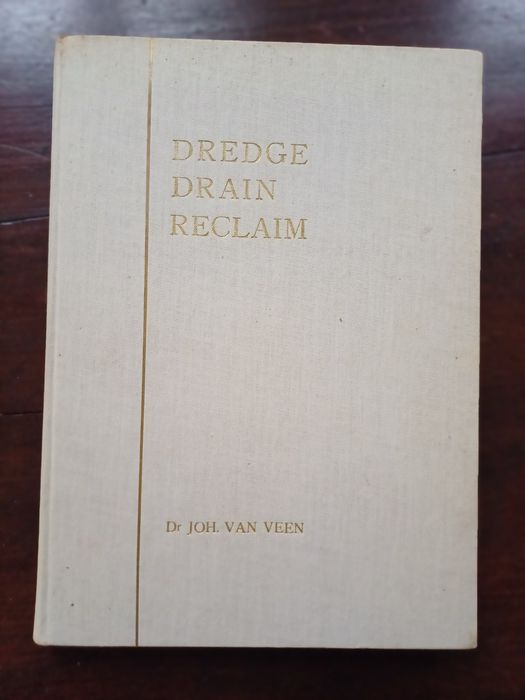 DREDGE
DRAIN
RECLAIM
Dr JOH. VAN VEEN